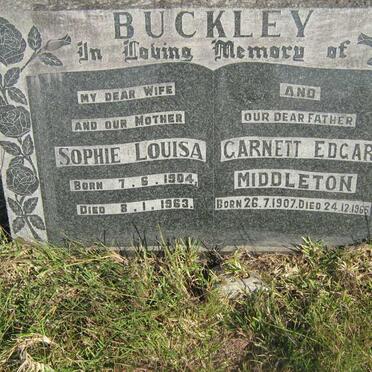 BUCKLEY
In Loving Memory of
MY DEAR WIFE
AND OUR MOTHER
SOPHIE LOUISA
BORN 7.6.1904.
DIED 8.1.1963.
AND
OUR DEAR FATHER
GARNETT EDGAR
MIDDLETON
BORN 26.7.1907. DIED 24.12.1966